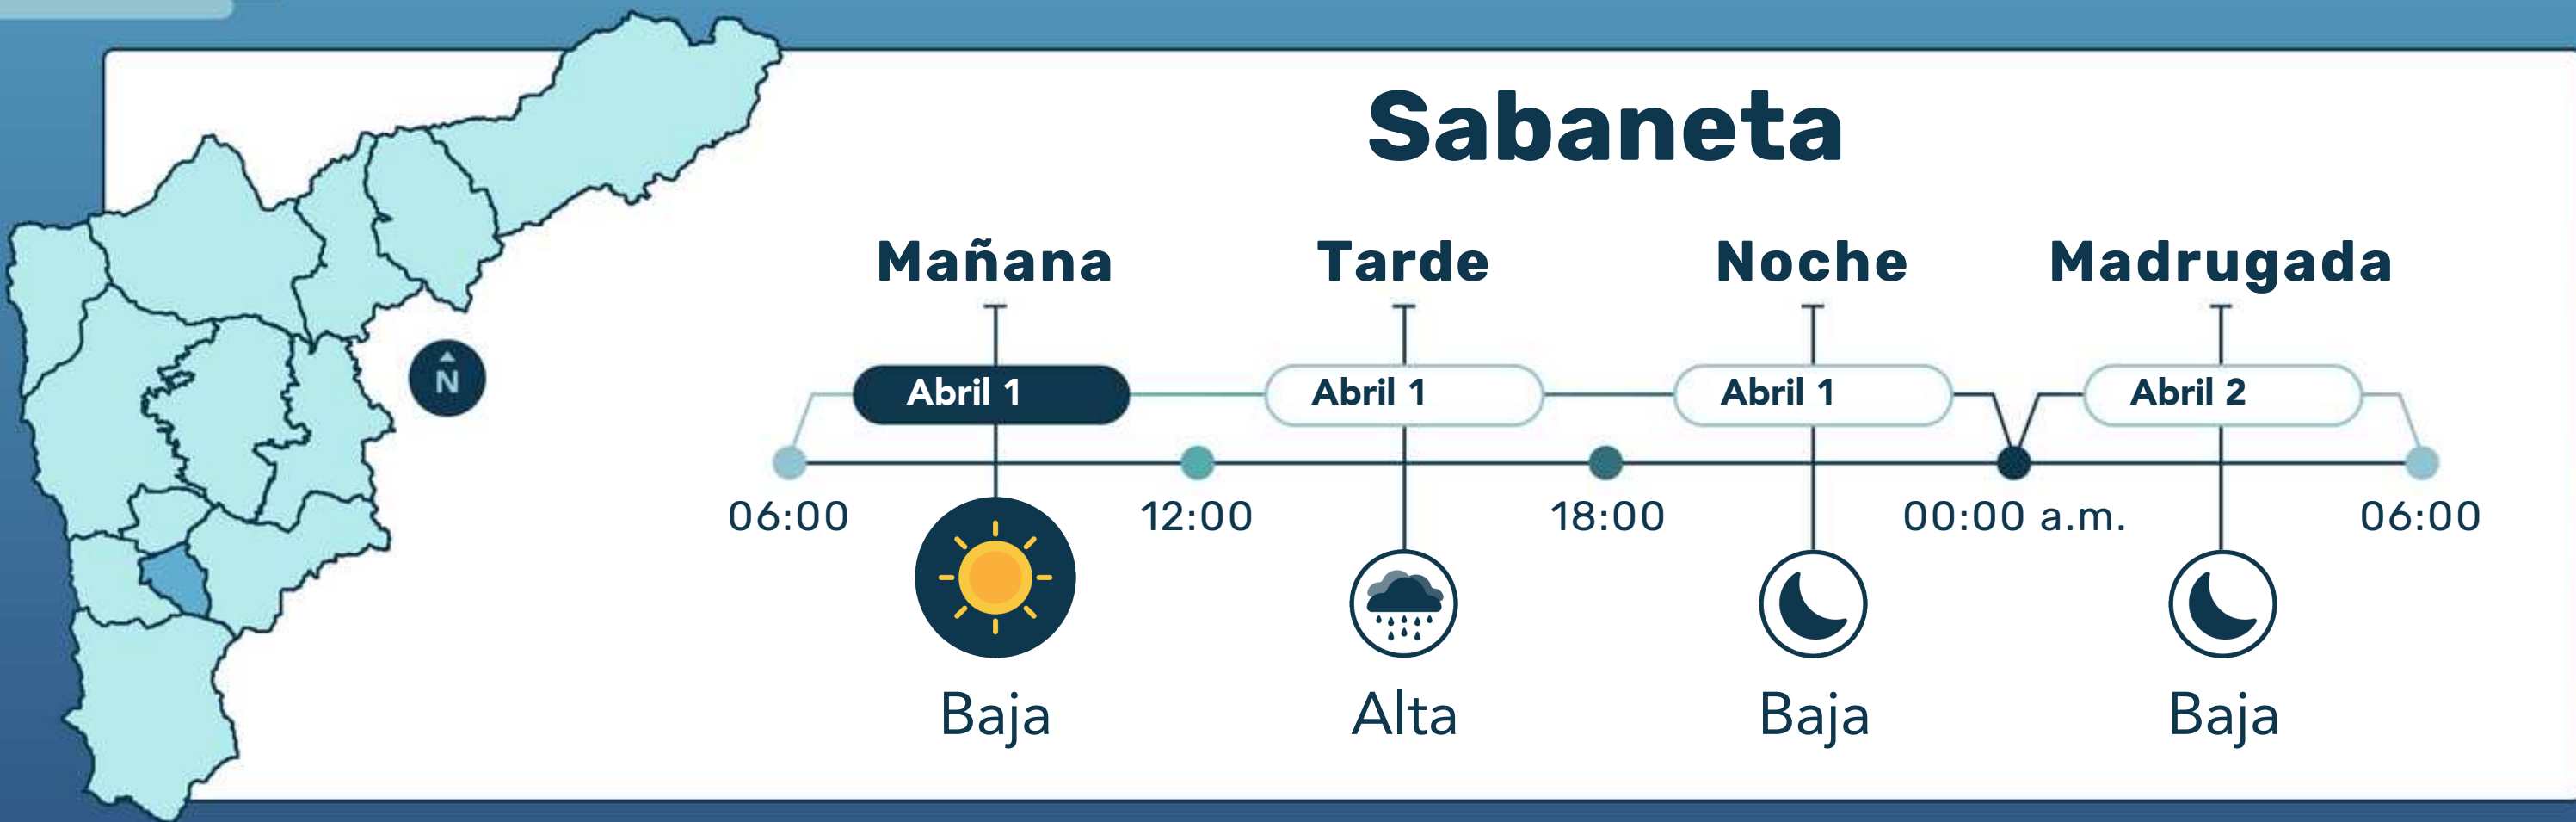 Sabaneta
Mañana Tarde Noche Madrugada
Abril 1 Abril 1 Abril 1 Abril 2
N
06:00 12:00 18:00 00:00 a.m. 06:00
Baja Alta Baja Baja